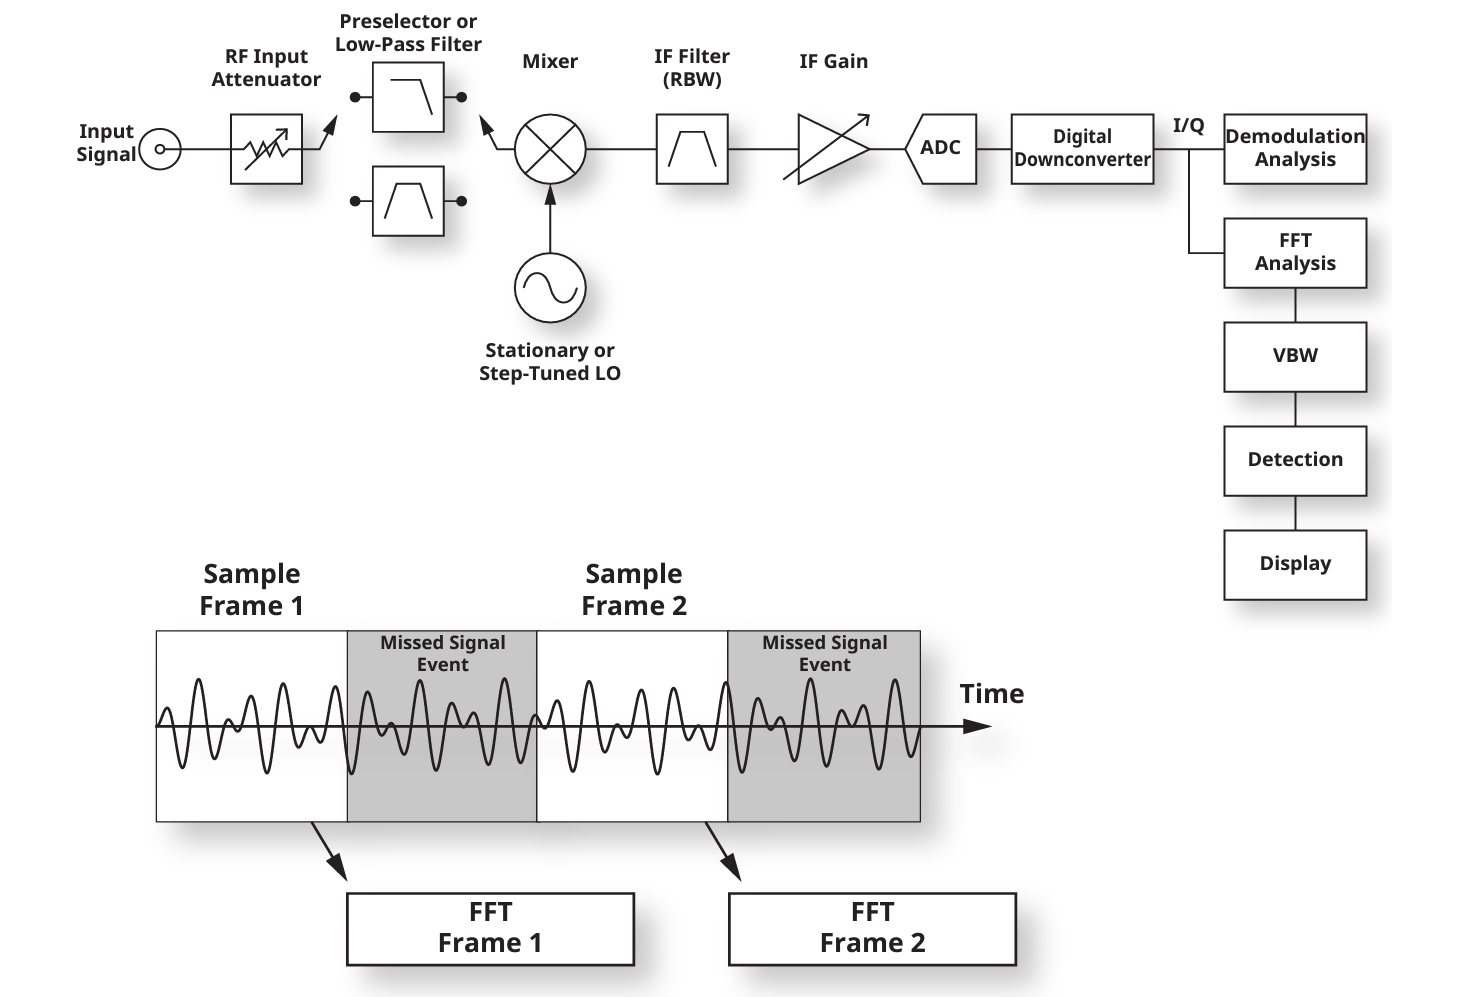 Preselector or
Low-Pass Filter
RF Input
Attenuator
Mixer
IF Filter
(RBW)
IF Gain
Input
Signal
ADC
Digital
Downconverter
I/Q
Demodulation
Analysis
FFT
Analysis
Stationary or
Step-Tuned LO
VBW
Detection
Display
Sample
Frame 1
Sample
Frame 2
Missed Signal
Event
Missed Signal
Event
Time
FFT
Frame 1
FFT
Frame 2